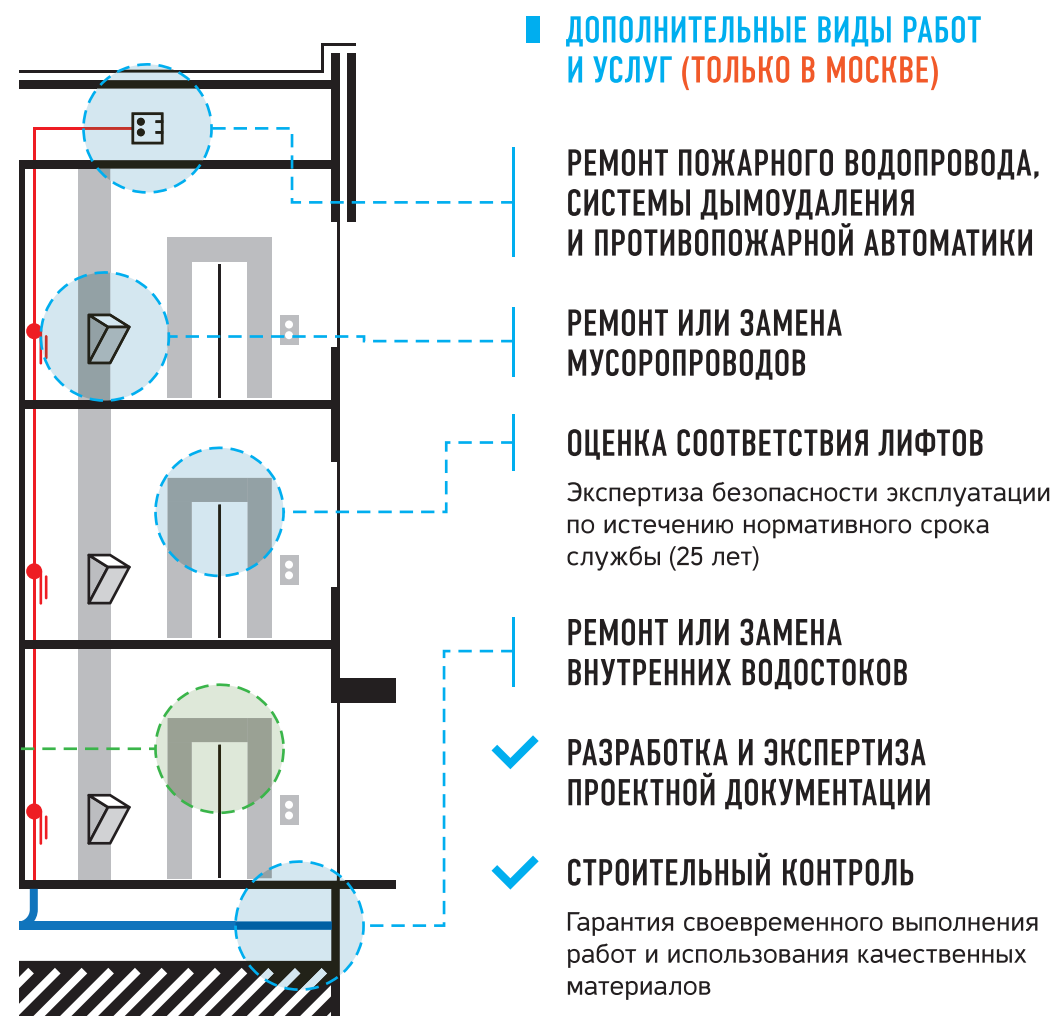 ДОПОЛНИТЕЛЬНЫЕ ВИДЫ РАБОТ
И УСЛУГ (ТОЛЬКО В МОСКВЕ)
РЕМОНТ ПОЖАРНОГО ВОДОПРОВОДА,
СИСТЕМЫ ДЫМОУДАЛЕНИЯ
И ПРОТИВОПОЖАРНОЙ АВТОМАТИКИ
РЕМОНТ ИЛИ ЗАМЕНА
МУСОРОПРОВОДОВ
ОЦЕНКА СООТВЕТСТВИЯ ЛИФТОВ
Экспертиза безопасности эксплуатации
по истечению нормативного срока
службы (25 лет)
РЕМОНТ ИЛИ ЗАМЕНА
ВНУТРЕННИХ ВОДОСТОКОВ
РАЗРАБОТКА И ЭКСПЕРТИЗА
ПРОЕКТНОЙ ДОКУМЕНТАЦИИ
СТРОИТЕЛЬНЫЙ КОНТРОЛЬ
Гарантия своевременного выполнения
работ и использования качественных
материалов